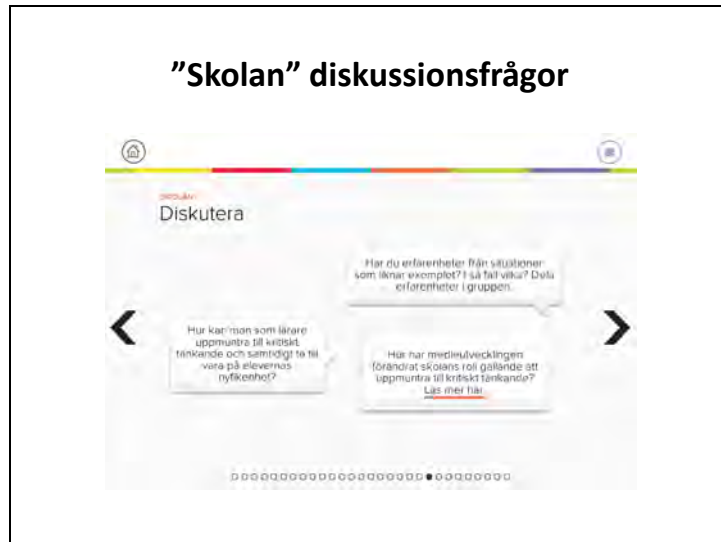 ”Skolan” diskussionsfrågor
SKOLAN
Diskutera
Har du erfarenheter från situationer
som liknar exemplet? I så fall vilka? Dela
erfarenheter i gruppen.
Hur kan man som lärare
uppmuntra till kritiskt
tänkande och samtidigt ta till
vara på elevernas
nyfikenhet?
Hur har medieutvecklingen
förändrat skolans roll gällande att
uppmuntra till kritiskt tänkande?
Läs mer här.